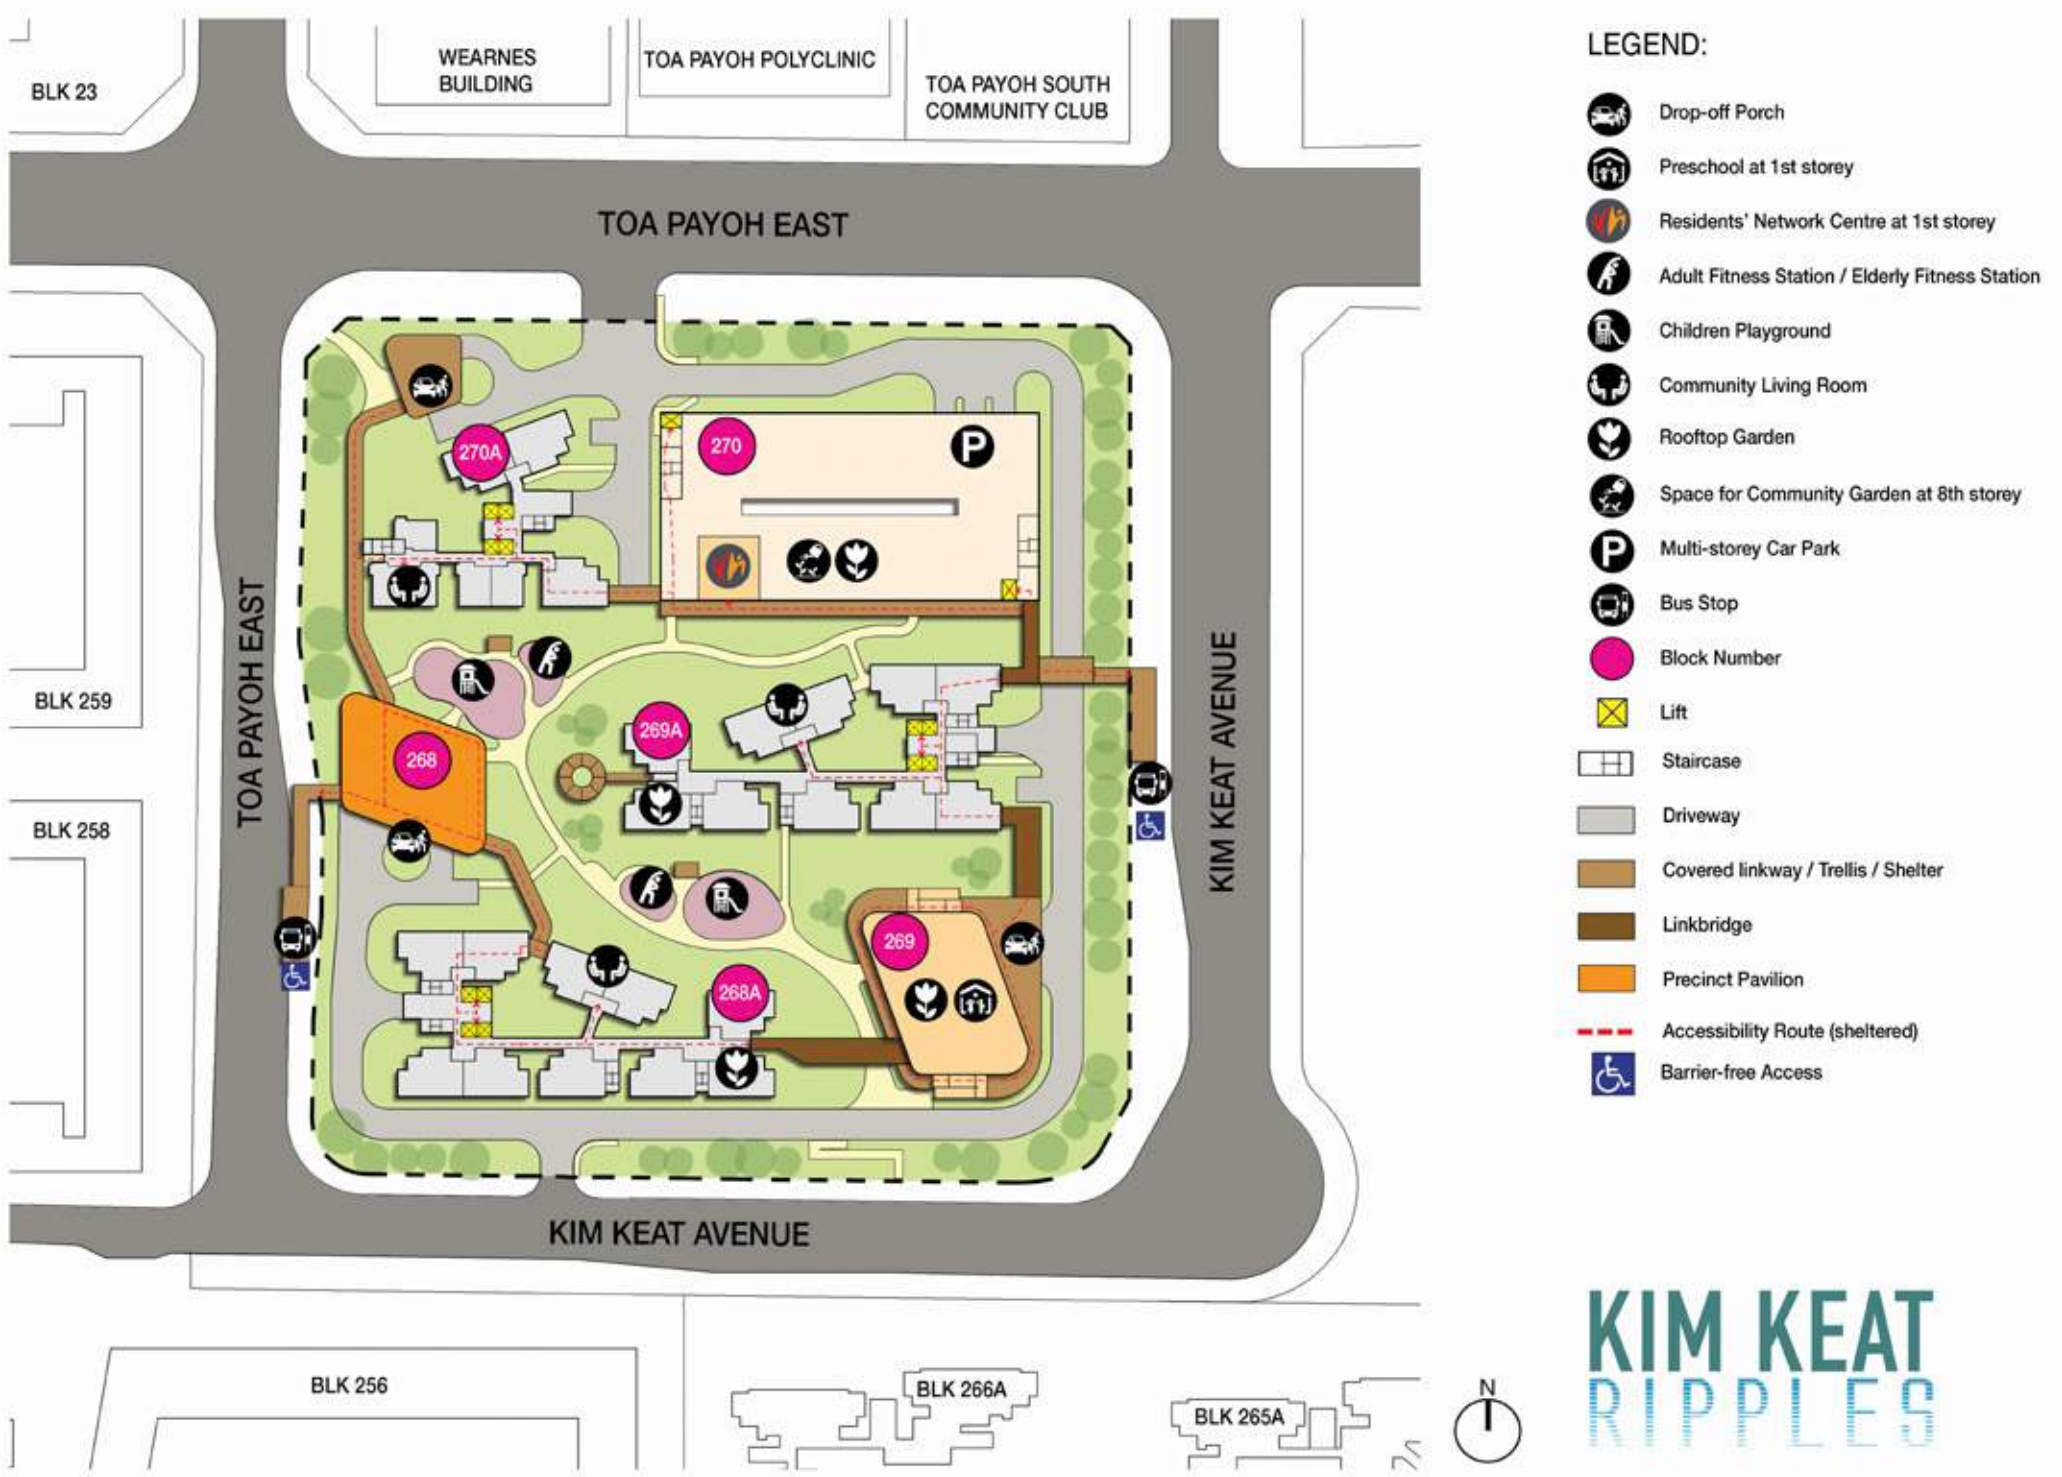 BLK 23
WEARNES
BUILDING
TOA PAYOH POLYCLINIC
TOA PAYOH SOUTH
COMMUNITY CLUB
TOA PAYOH EAST
270A
270
P
TOA PAYOH EAST
KIM KEAT AVENUE
BLK 259
269A
268
BLK 258
269
268A
KIM KEAT AVENUE
BLK 256
BLK 266A
BLK 265A
N
LEGEND:
Drop-off Porch
Preschool at 1st storey
Residents' Network Centre at 1st storey
Adult Fitness Station / Elderly Fitness Station
Children Playground
Community Living Room
Rooftop Garden
Space for Community Garden at 8th storey
P Multi-storey Car Park
Bus Stop
Block Number
Lift
Staircase
Driveway
Covered linkway / Trellis / Shelter
Linkbridge
Precinct Pavilion
Accessibility Route (sheltered)
Barrier-free Access
KIM KEAT
RIPPLES